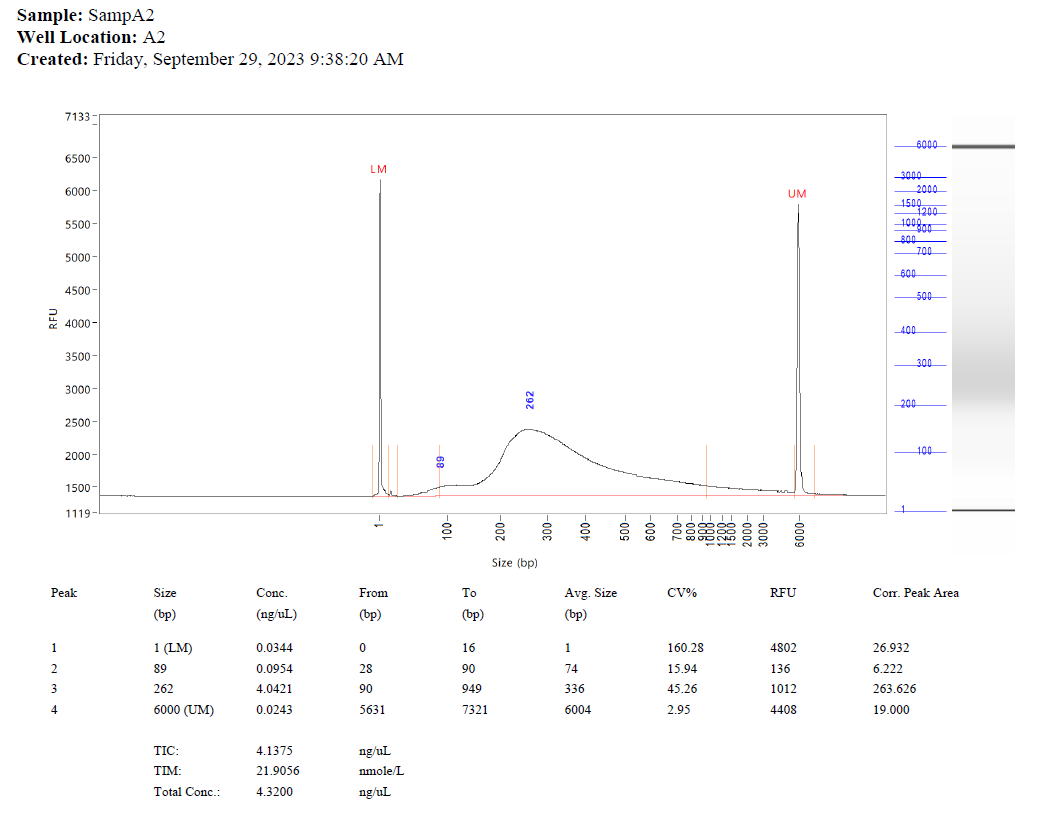 Sample: SampA2
Well Location: A2
Created: Friday, September 29, 2023 9:38:20 AM
7133
6500
6000
5500
5000
4500
4000
3500
3000
2500
2000
1500
1119
RFU
LM
UM
89
262
1
100
200
300
400
500
600
700
800
900
1000
1200
1500
2000
3000
6000
Size (bp)
6000
3000
2000
1500
1200
1000
900
800
700
600
500
400
300
200
100
1
Peak Size Conc. From To Avg. Size CV% RFU Corr. Peak Area
(bp) (ng/uL) (bp) (bp) (bp)
1 1 (LM) 0.0344 0 16 1 160.28 4802 26.932
2 89 0.0954 28 90 74 15.94 136 6.222
3 262 4.0421 90 949 336 45.26 1012 263.626
4 6000 (UM) 0.0243 5631 7321 6004 2.95 4408 19.000
TIC: 4.1375 ng/uL
TIM: 21.9056 nmole/L
Total Conc.: 4.3200 ng/uL